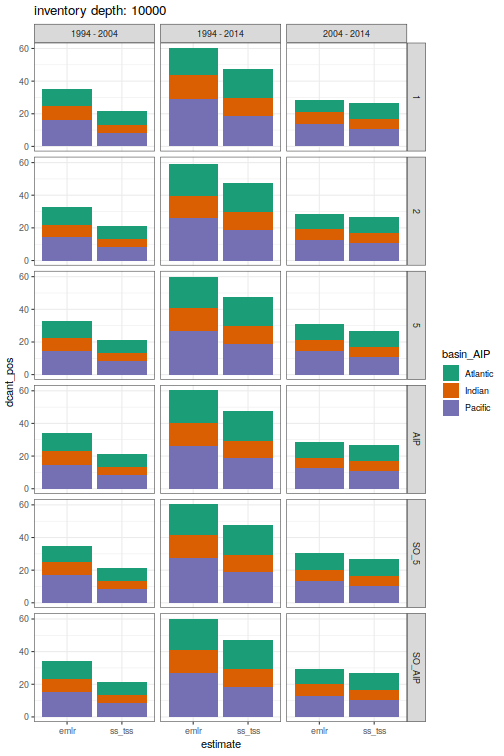 inventory depth: 10000
1994 - 2004
1994 - 2014
2004 - 2014
60
40
20
0
1
60
40
20
0
2
60
40
20
0
5
60
40
20
0
AIP
60
40
20
0
SO_5
60
40
20
0
SO_AIP
dcant_pos
emlr
ss_tss
emlr
ss_tss
emlr
ss_tss
estimate
basin_AIP
Atlantic
Indian
Pacific